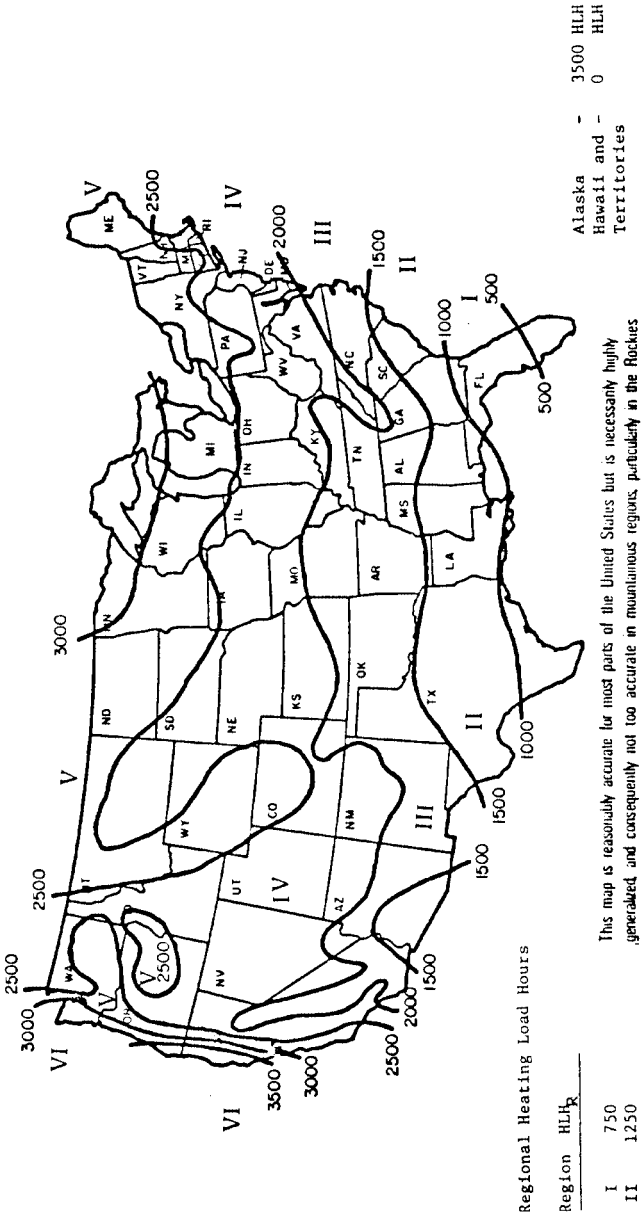 V
VI
3000
2500
2500
3000
V
2500
WA
ND
ME
VT
NY
V
WI
MI
IV
SD
PA
NJ
RI
V
2500
WY
NE
IL
IN
OH
WV
DE
VA
2000
VI
NV
UT
IV
CO
KS
MO
KY
III
3500
3000
TN
NC
AZ
NM
OK
AR
SC
1500
II
2500
2000
1500
MS
AL
GA
III
TX
LA
1000
I
1500
II
FL
500
1500
1000
500
Regional Heating Load Hours
Region HLHR
I 750
II 1250
Alaska - 3500 HLH
Hawaii and - 0 HLH
Territories
This map is reasonably accurate for most parts of the United States but is necessarily highly
generalized, and consequently not too accurate in mountainous regions, particularly in the Rockies